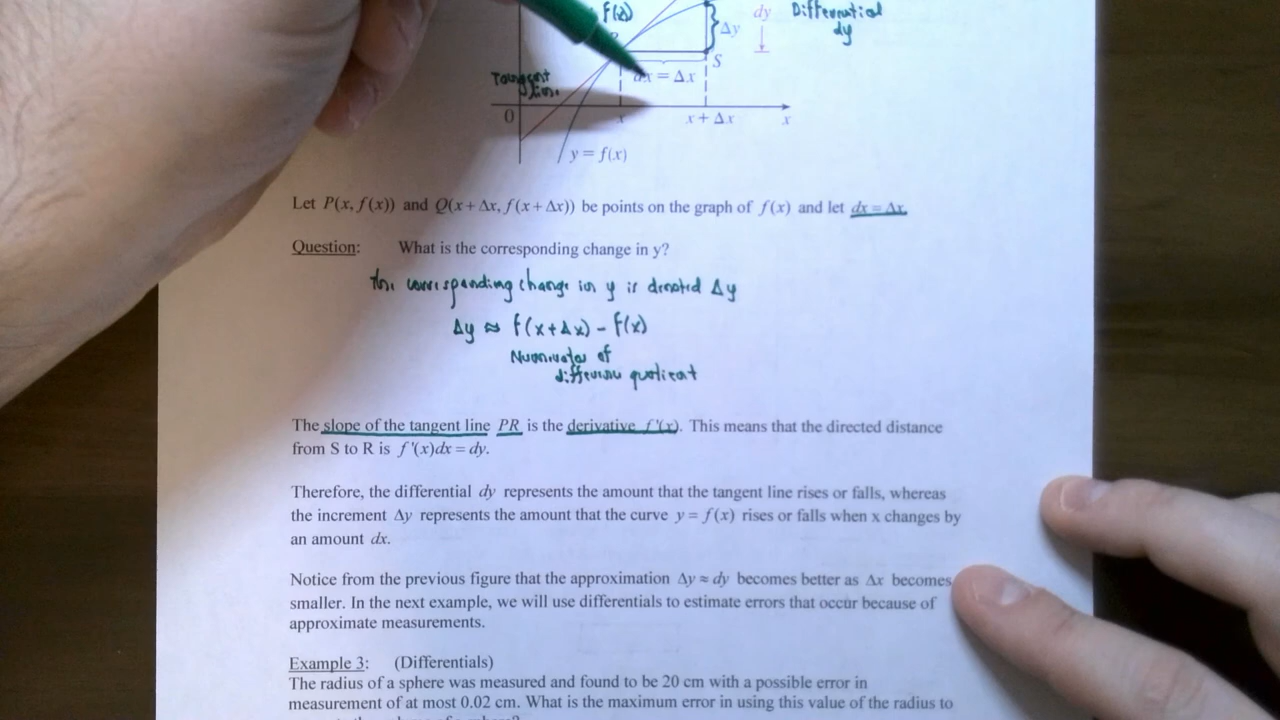 f(x)
dy
Differential
dy
Δy
S
Tangent
line
dx = Δx
0
x
x + Δx
x
y = f(x)
Let P(x, f(x)) and Q(x + Δx, f(x + Δx)) be points on the graph of f(x) and let dx = Δx.
Question: What is the corresponding change in y?
the corresponding change in y is denoted Δy
Δy ≈ f(x+Δx) - f(x)
Numerator of
difference quotient
The slope of the tangent line PR is the derivative f'(x). This means that the directed distance
from S to R is f'(x)dx = dy.
Therefore, the differential dy represents the amount that the tangent line rises or falls, whereas
the increment Δy represents the amount that the curve y = f(x) rises or falls when x changes by
an amount dx.
Notice from the previous figure that the approximation Δy ≈ dy becomes better as Δx becomes
smaller. In the next example, we will use differentials to estimate errors that occur because of
approximate measurements.
Example 3: (Differentials)
The radius of a sphere was measured and found to be 20 cm with a possible error in
measurement of at most 0.02 cm. What is the maximum error in using this value of the radius to